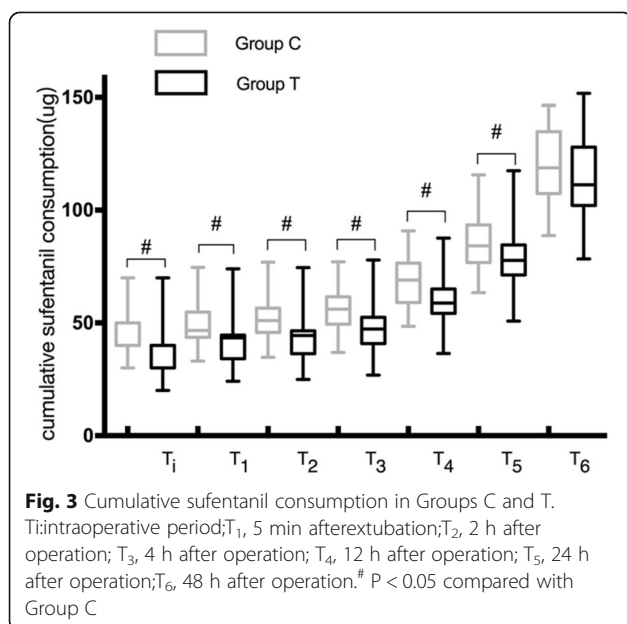 Group C
Group T
cumulative sufentanil consumption(ug)
150
100
50
0
# # # # # #
Ti T1 T2 T3 T4 T5 T6
Fig. 3 Cumulative sufentanil consumption in Groups C and T.
Ti:intraoperative period;T1, 5 min afterextubation;T2, 2 h after
operation; T3, 4 h after operation; T4, 12 h after operation; T5, 24 h
after operation;T6, 48 h after operation.# P < 0.05 compared with
Group C